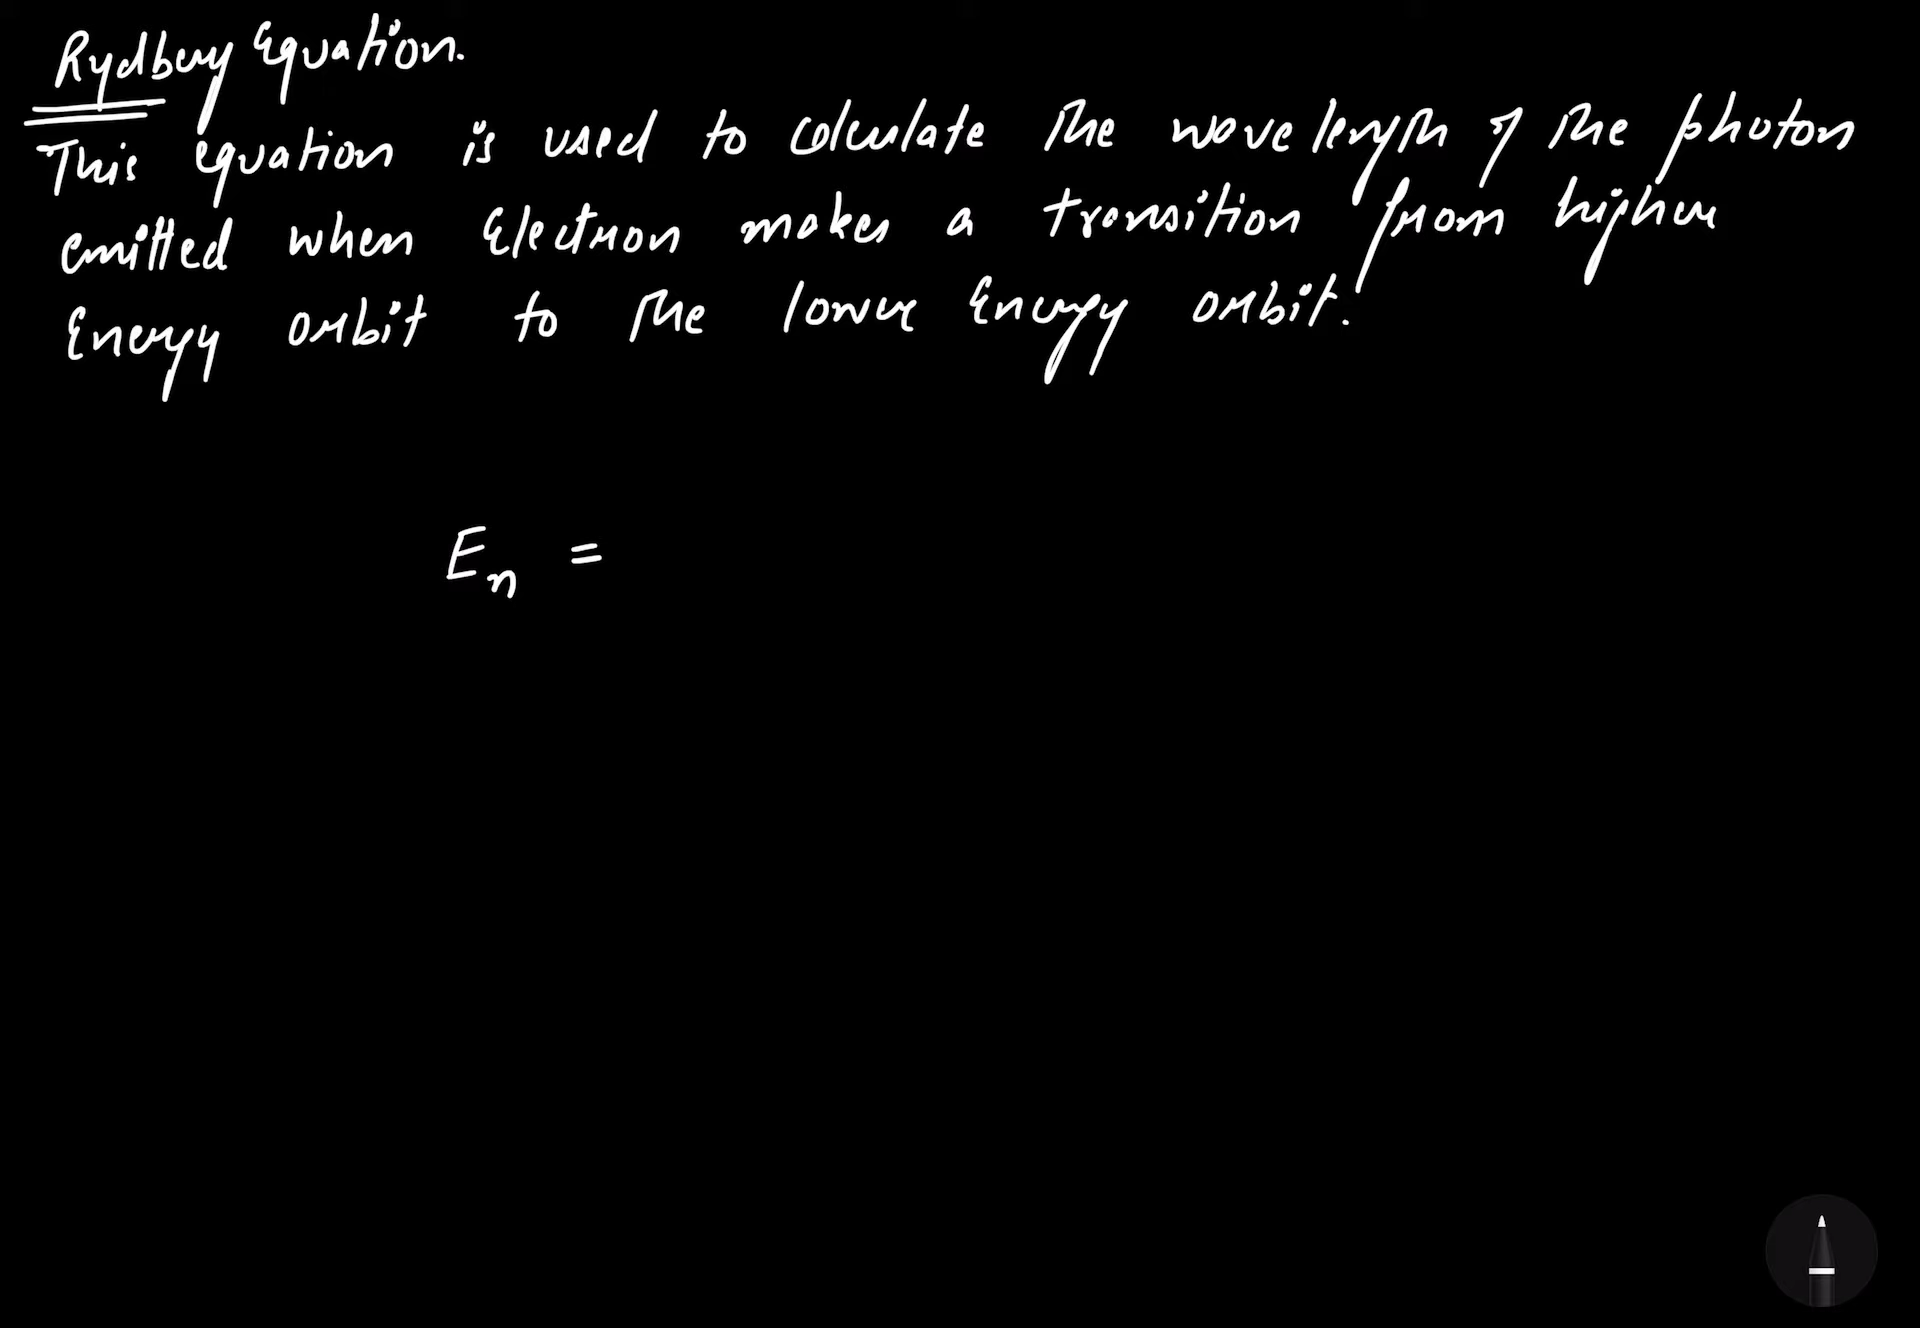 Rydberg Equation.
This equation is used to calculate the wavelength of the photon
emitted when Electron makes a transition from higher
Energy orbit to the lower Energy orbit.
En =